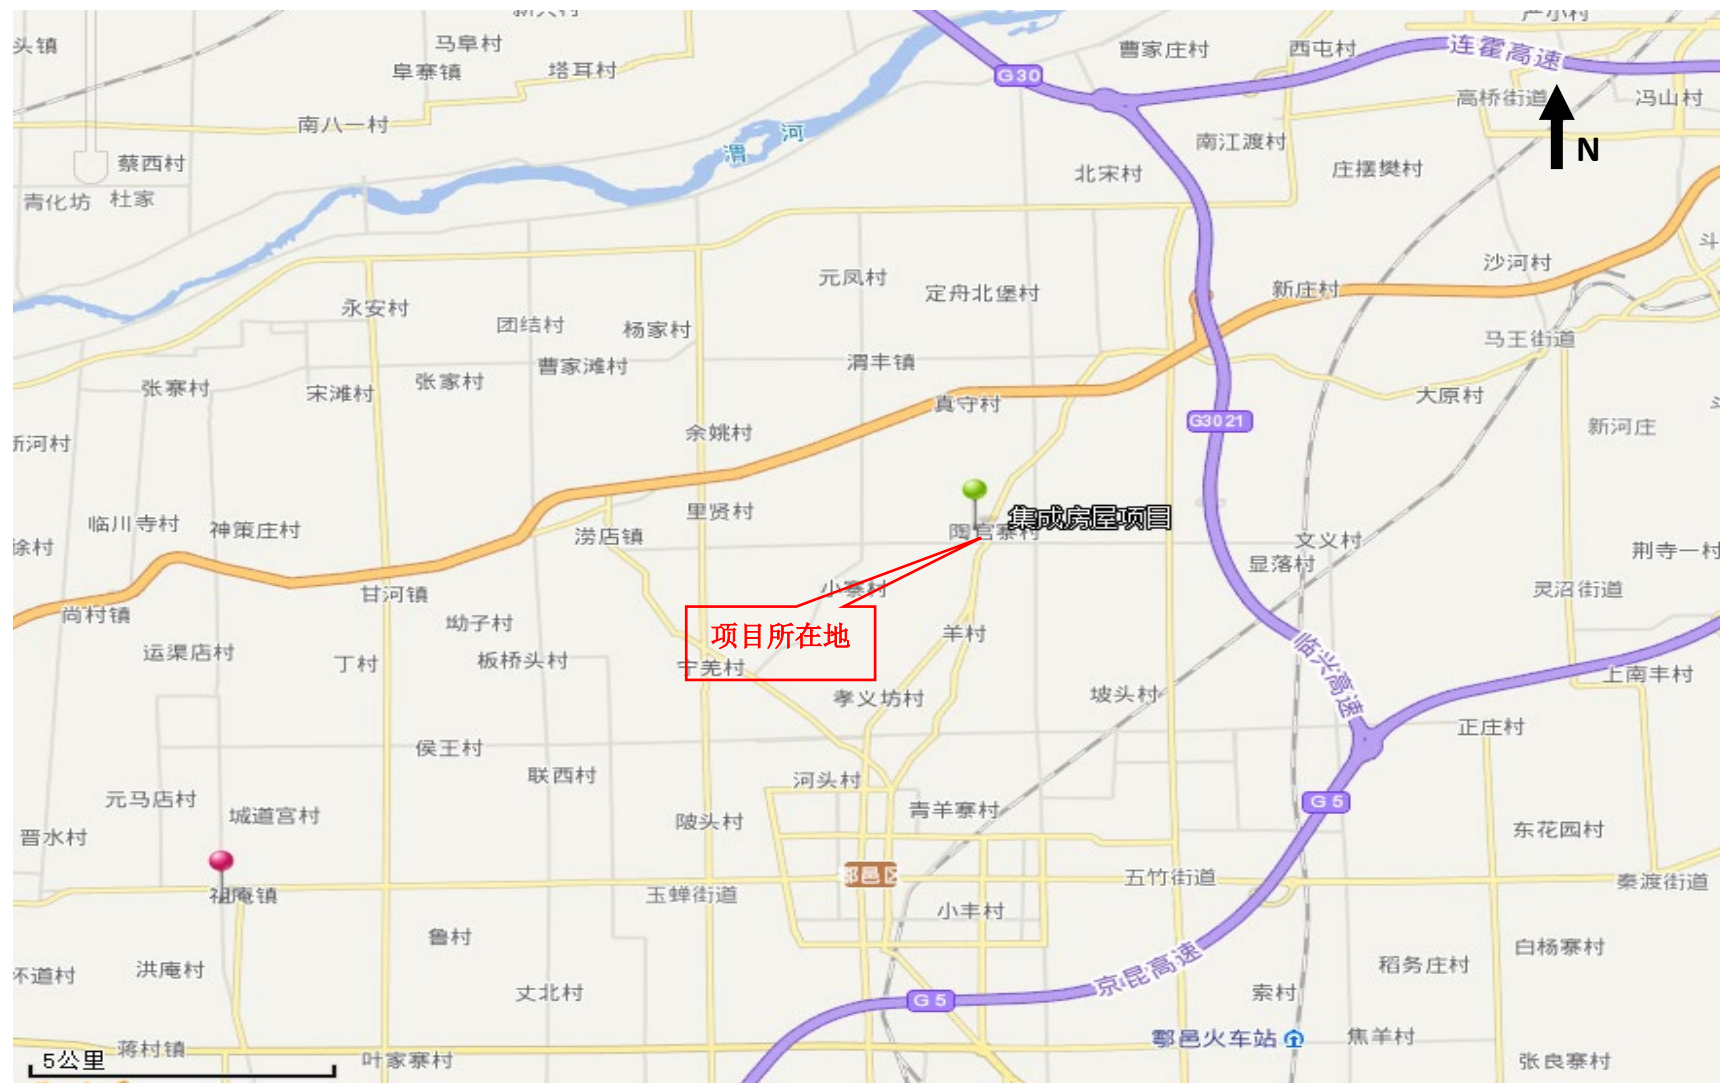 头镇
马阜村
曹家庄村
西屯村
连霍高速
阜寨镇
塔耳村
G30
高桥街道
冯山村
南八一村
渭河
南江渡村
N
蔡西村
北宋村
庄摆樊村
青化坊
杜家
沙河村
元凤村
定舟北堡村
新庄村
永安村
团结村
杨家村
马王街道
渭丰镇
曹家滩村
张寨村
宋滩村
张家村
大原村
真守村
G3021
新河庄
余姚村
新河村
里贤村
集成房屋项目
临川寺村
神策庄村
涝店镇
陶官寨村
文义村
徐村
显落村
荆寺一村
小寨村
甘河镇
灵沼街道
尚村镇
坳子村
项目所在地
羊村
临兴高速
运渠店村
丁村
板桥头村
宁羌村
上南丰村
孝义坊村
坡头村
正庄村
侯王村
联西村
河头村
元马店村
城道宫村
青羊寨村
G5
晋水村
陂头村
东花园村
鄠邑区
五竹街道
秦渡街道
祖庵镇
玉蝉街道
小丰村
鲁村
白杨寨村
洪庵村
京昆高速
稻务庄村
丈北村
索村
G5
鄠邑火车站
焦羊村
蒋村镇
叶家寨村
张良寨村
5公里